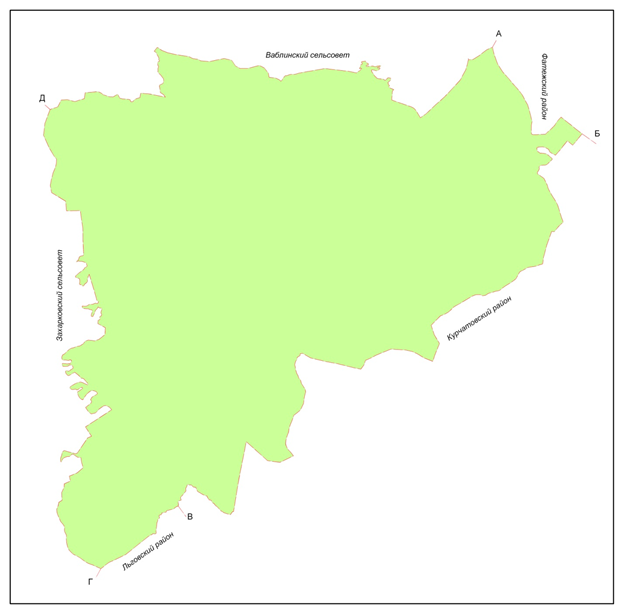 А
Ваблинский сельсовет
Фатежский район
Д
Б
Захарковский сельсовет
Курчатовский район
В
Льговский район
Г